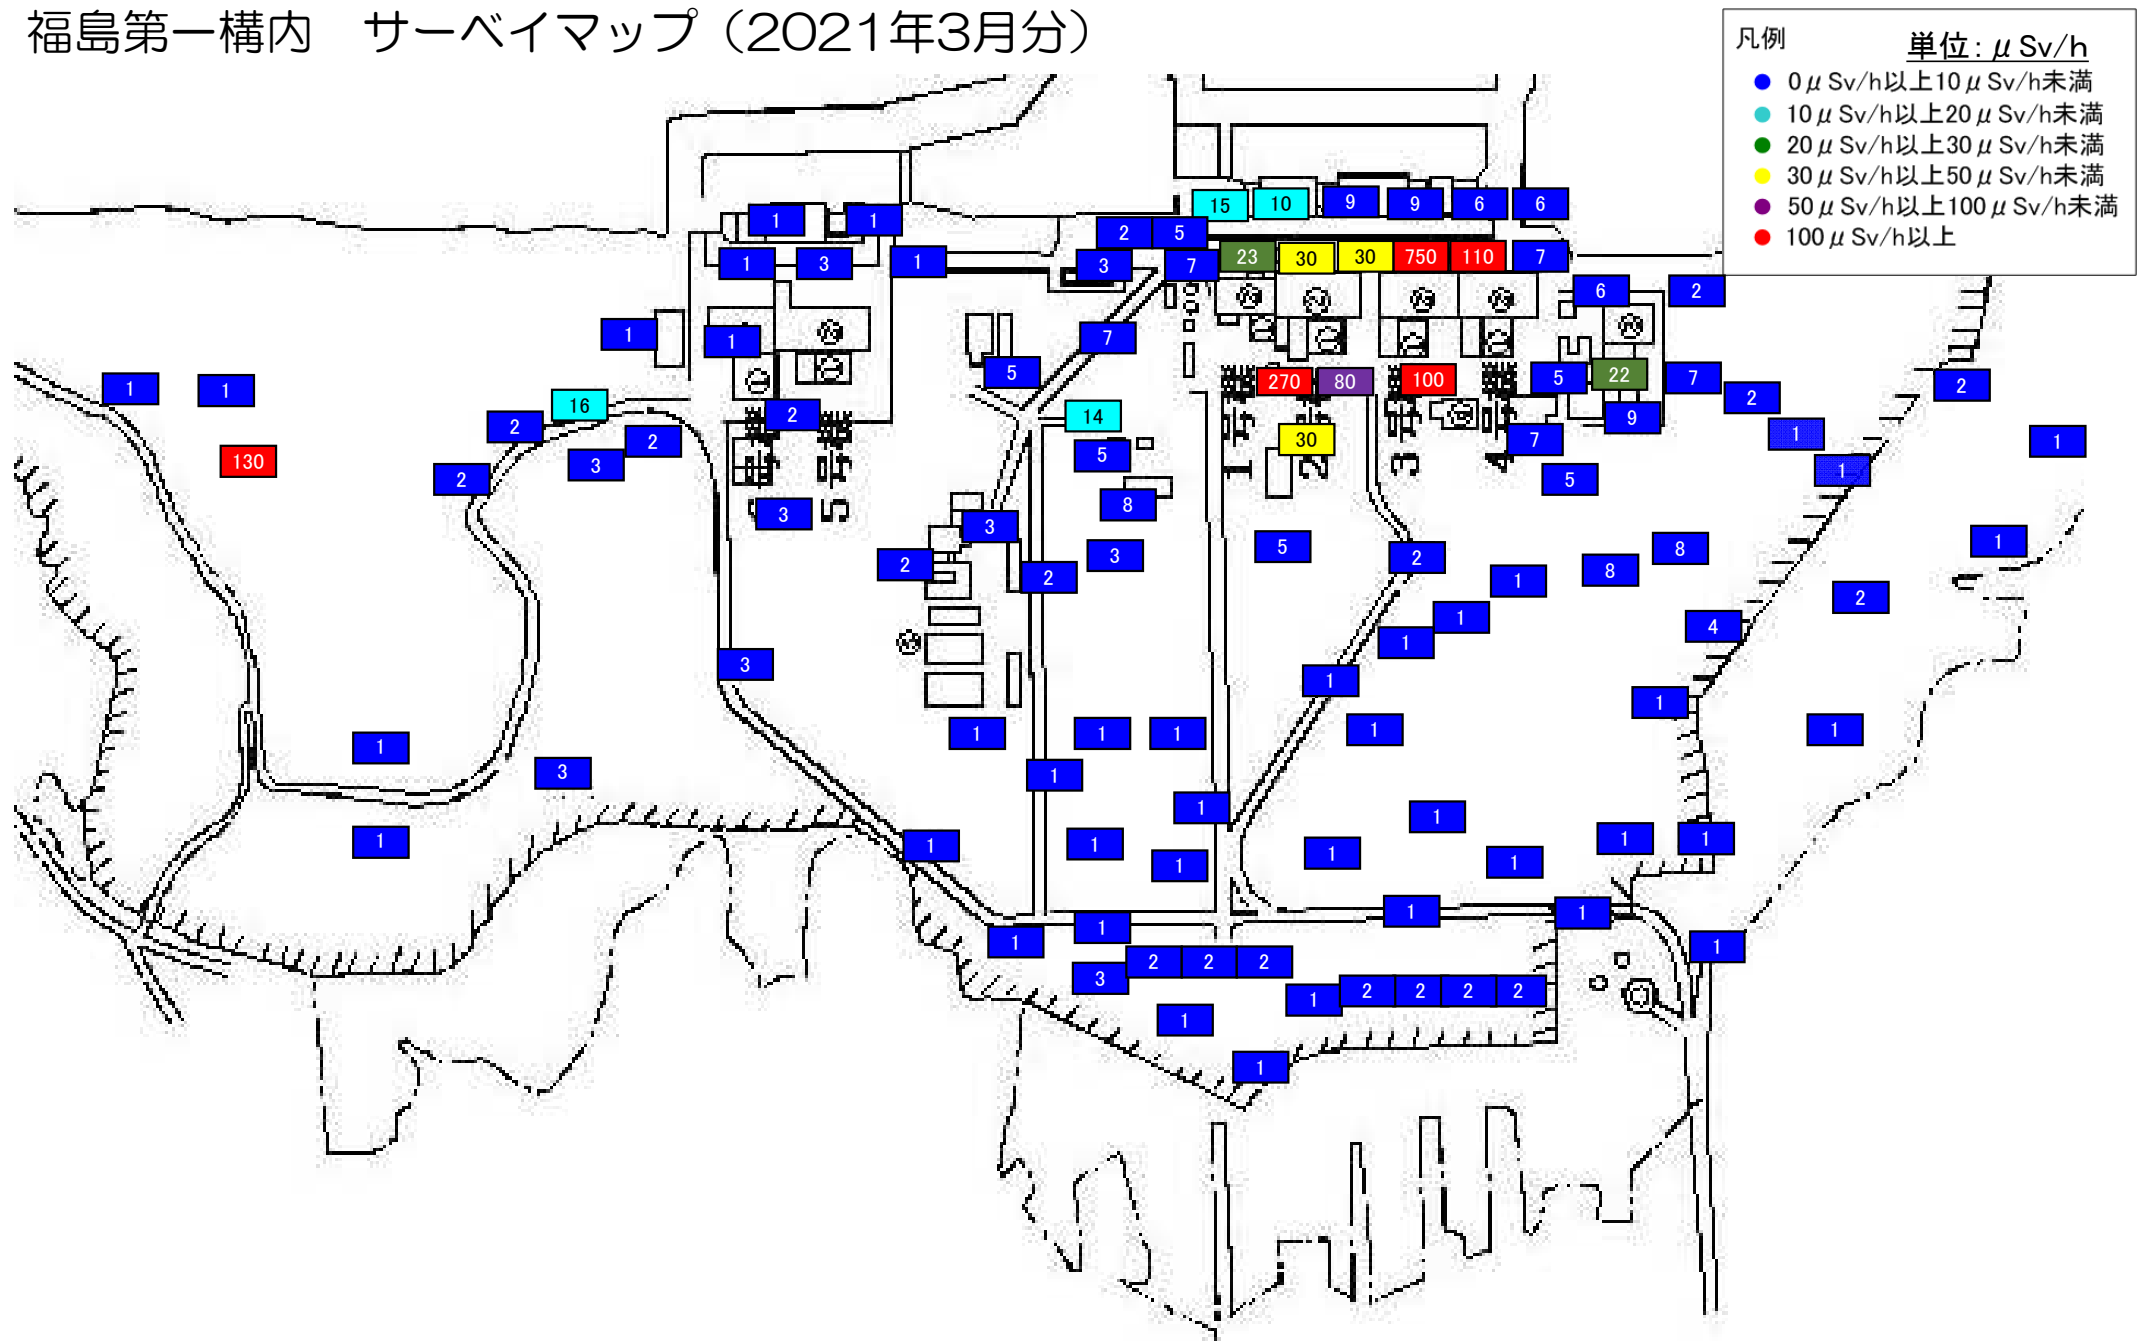 福島第一構内　サーベイマップ（2021年3月分）
凡例
単位：μSv/h
0μSv/h以上10μSv/h未満
10μSv/h以上20μSv/h未満
20μSv/h以上30μSv/h未満
30μSv/h以上50μSv/h未満
50μSv/h以上100μSv/h未満
100μSv/h以上
15 10 9 9 6 6
1 1 2 5
1 3 1 3 7 23 30 30 750 110 7
6 2
1 1 7
5 270 80 100 5 22 7
1 1 2 2
16 2 14 9
2 2 5 30 7 1 1
130 3
2 5 1
3 8
3
2 2 3 5 2 1 8 8 1
1 2
1 4
3 1
1 1
1 1 1 1 1
1 3 1
1 1
1 1 1 1 1 1 1
1
1 1 1
1 1
3 2 2 2
1 2 2 2 2
1
1
1号 2 3号 4 5号